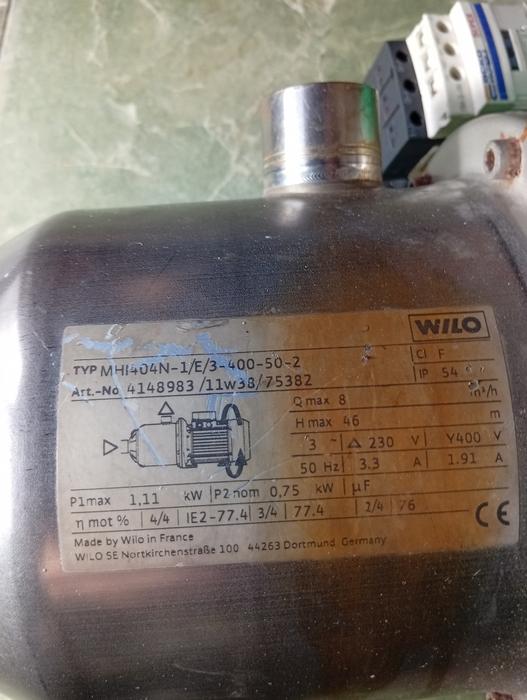 WILO
TYP MHI404N-1/E/3-400-50-2 Cl F
Art.-No 4148983 /11w38/75382 IP 54
Q max 8 m³/h
H max 46 m
3 ~ Δ 230 V Y400 V
50 Hz 3.3 A 1.91 A
P1max 1,11 kW P2nom 0,75 kW µF
η mot % 4/4 IE2-77.4 3/4 77.4 2/4 76
Made by Wilo in France
WILO SE Nortkirchenstraße 100 44263 Dortmund Germany
CE